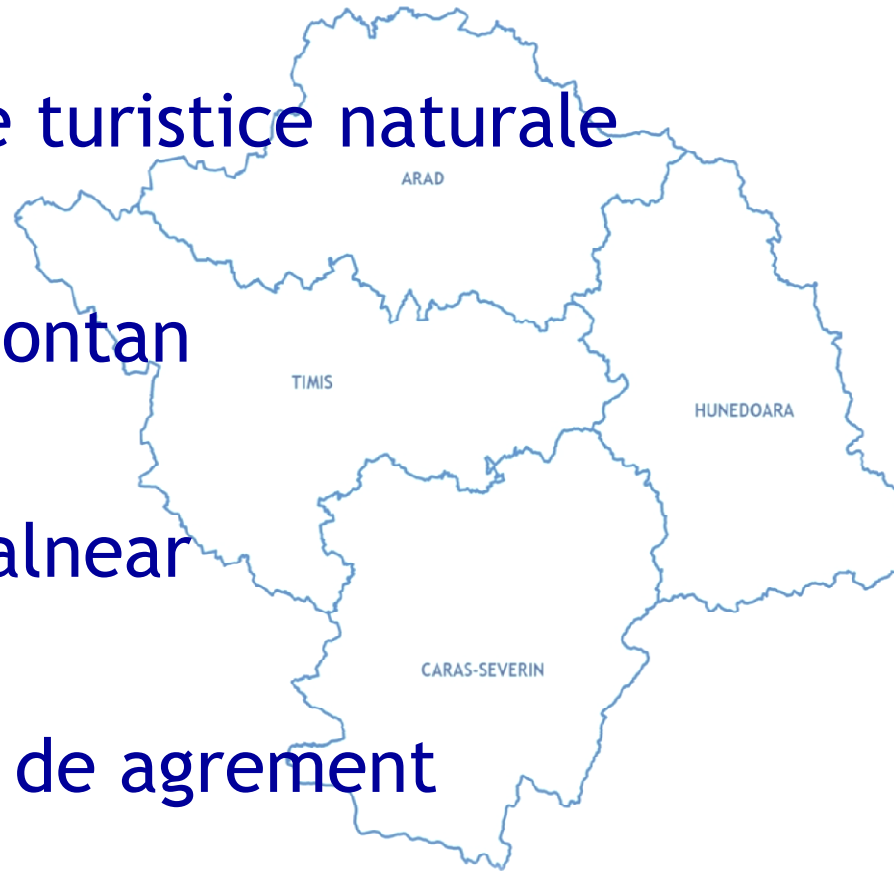 e turistice naturale
ARAD
ontan
TIMIS
HUNEDOARA
alnear
CARAS-SEVERIN
de agrement